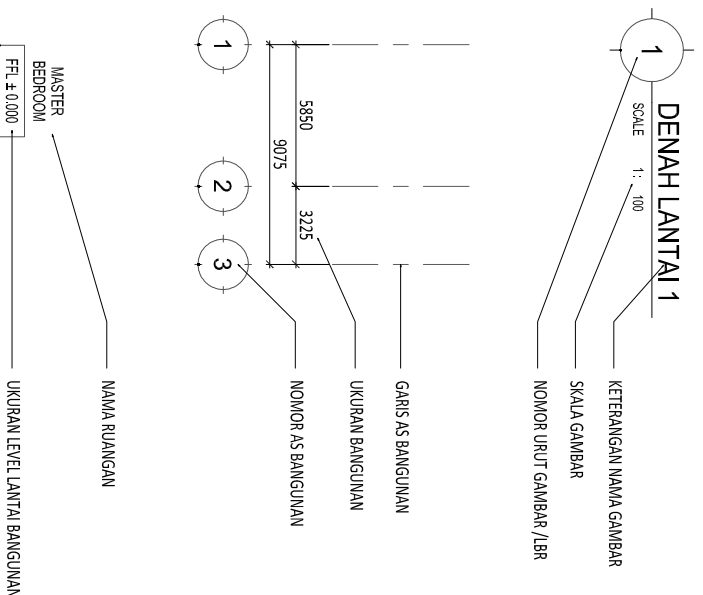 1
DENAH LANTAI 1
SCALE 1: 100
KETERANGAN NAMA GAMBAR
SKALA GAMBAR
NOMOR URUT GAMBAR /LBR
GARIS AS BANGUNAN
UKURAN BANGUNAN
NOMOR AS BANGUNAN
5850
3225
9075
1
2
3
MASTER
BEDROOM
NAMA RUANGAN
FFL ± 0.000
UKURAN LEVEL LANTAI BANGUNAN